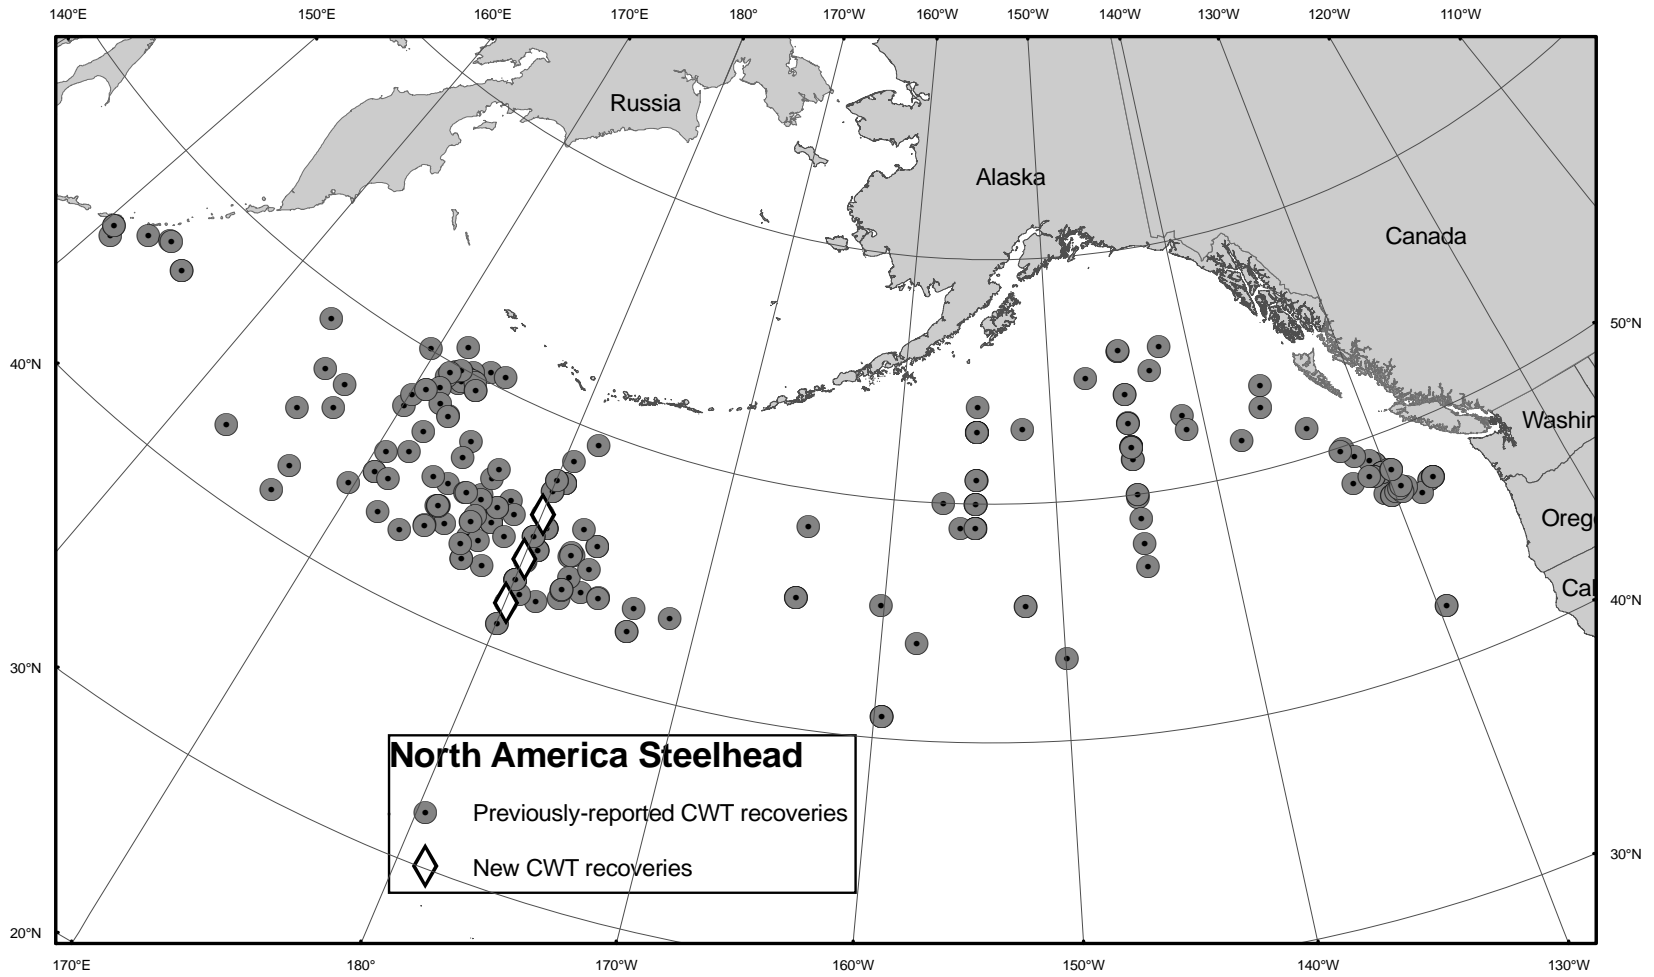 140°E 150°E 160°E 170°E 180° 170°W 160°W 150°W 140°W 130°W 120°W 110°W
Russia
Alaska
Canada
50°N
40°N
Washin
Oreg
Cal
40°N
30°N
North America Steelhead
Previously-reported CWT recoveries
New CWT recoveries
30°N
20°N
170°E 180° 170°W 160°W 150°W 140°W 130°W